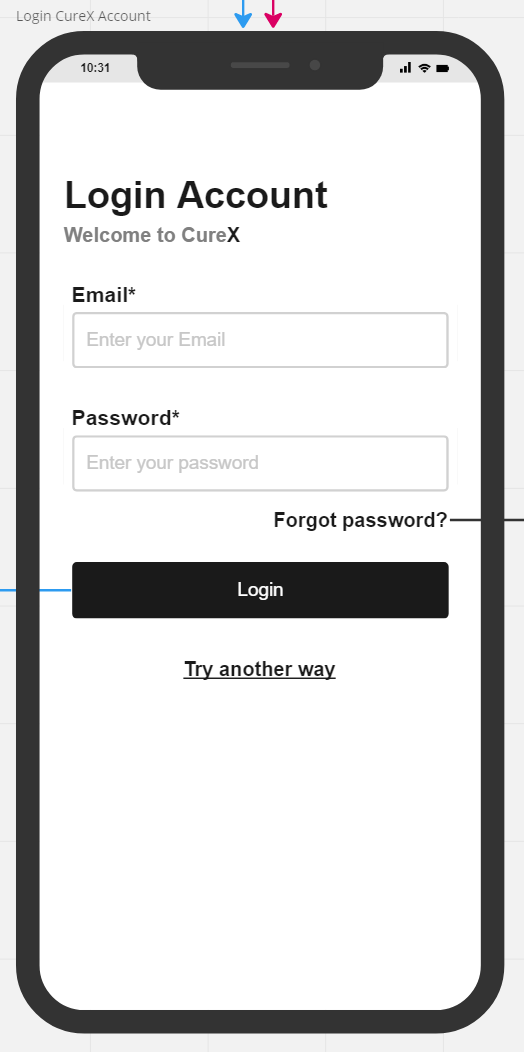 Login CureX Account
10:31
Login Account
Welcome to CureX
Email*
Enter your Email
Password*
Enter your password
Forgot password?
Login
Try another way